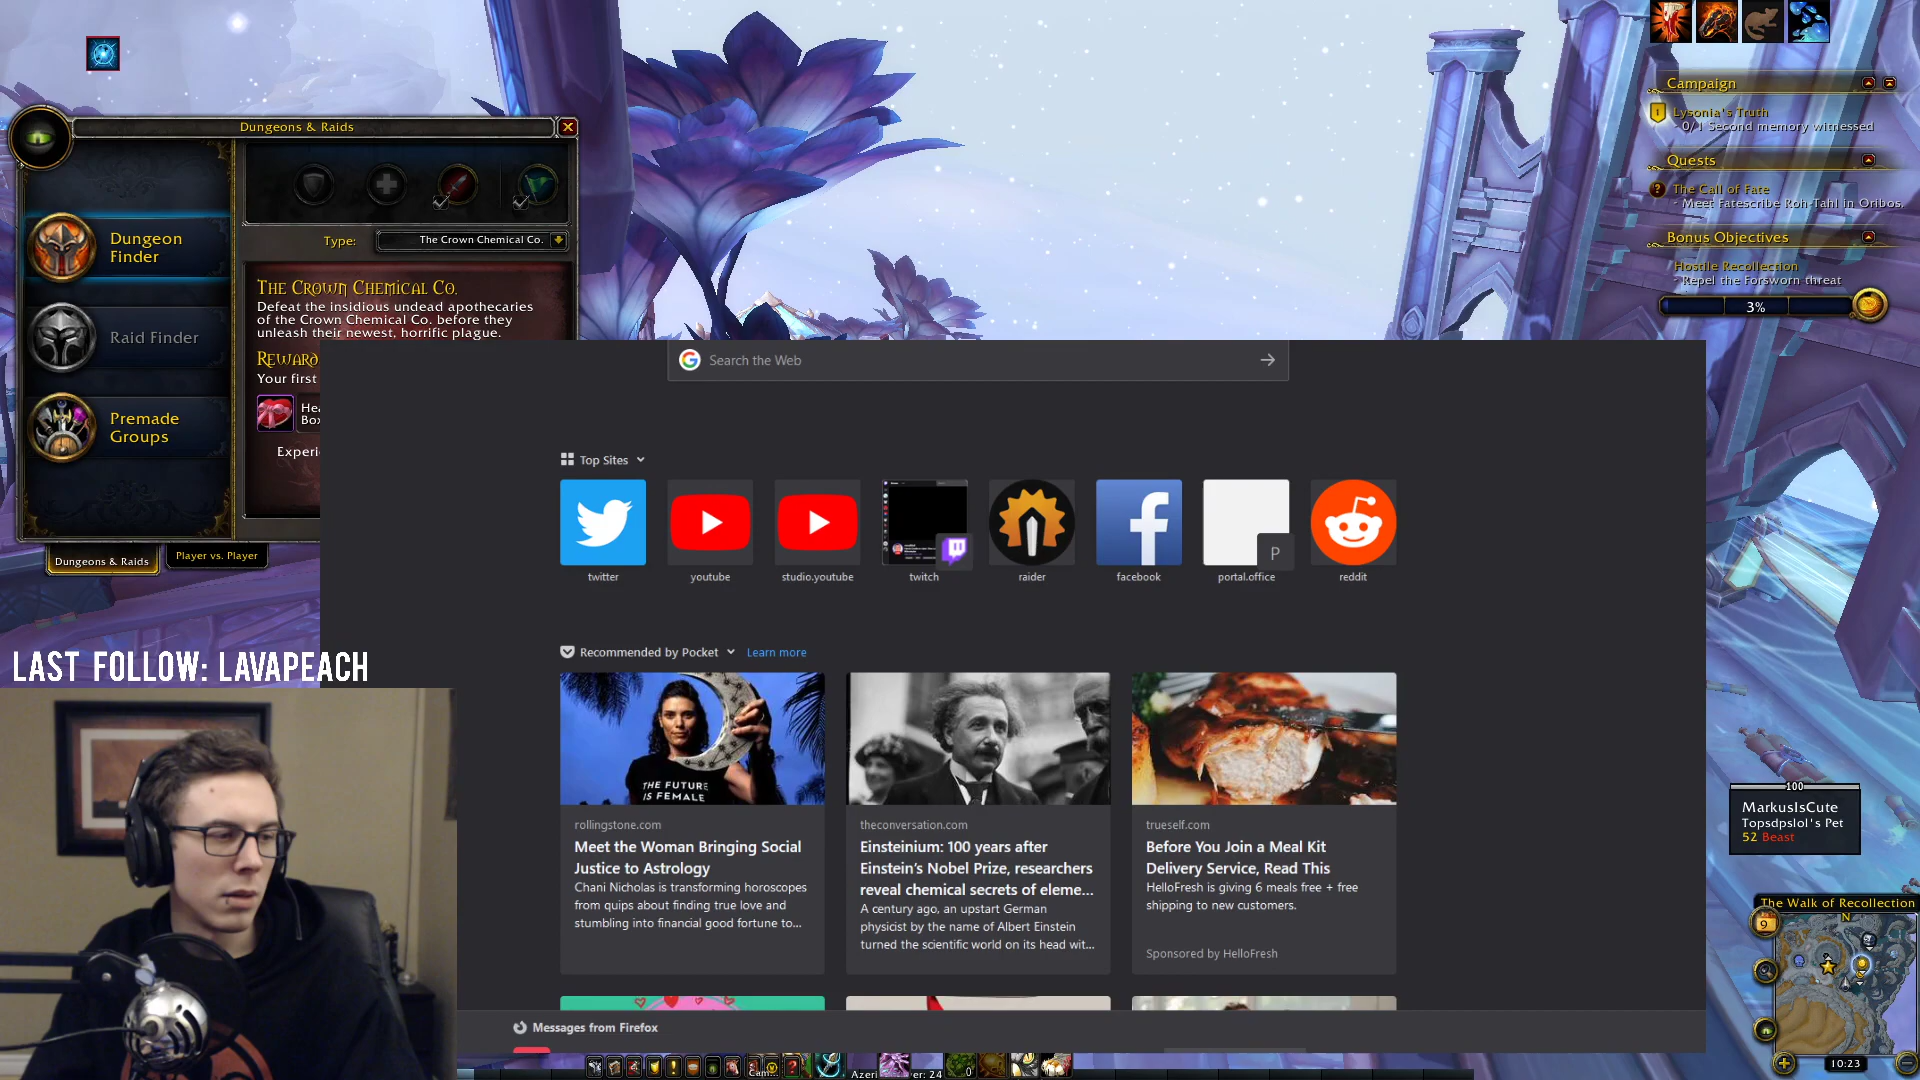 Dungeons & Raids
Dungeon
Finder
Raid Finder
Premade
Groups
Type:
The Crown Chemical Co.
The Crown Chemical Co.
Defeat the insidious undead apothecaries
of the Crown Chemical Co. before they
unleash their newest, horrific plague.
Reward
Your first
Hea
Box
Experi
Dungeons & Raids
Player vs. Player
Campaign
Lysonia's Truth
- 0/1 Second memory witnessed
Quests
The Call of Fate
- Meet Fatescribe Roh-Tahl in Oribos.
Bonus Objectives
Hostile Recollection
- Repel the Forsworn threat
3%
Search the Web
Top Sites
twitter
youtube
studio.youtube
twitch
raider
facebook
P
portal.office
reddit
Recommended by Pocket
Learn more
THE FUTURE
IS FEMALE
rollingstone.com
Meet the Woman Bringing Social
Justice to Astrology
Chani Nicholas is transforming horoscopes
from quips about finding true love and
stumbling into financial good fortune to...
theconversation.com
Einsteinium: 100 years after
Einstein's Nobel Prize, researchers
reveal chemical secrets of eleme...
A century ago, an upstart German
physicist by the name of Albert Einstein
turned the scientific world on its head wit...
trueself.com
Before You Join a Meal Kit
Delivery Service, Read This
HelloFresh is giving 6 meals free + free
shipping to new customers.
Sponsored by HelloFresh
Messages from Firefox
LAST FOLLOW: LAVAPEACH
100
MarkusIsCute
Topsdpslol's Pet
52 Beast
The Walk of Recollection
N
9
10:23
Cam...
Azeri
er: 24
0